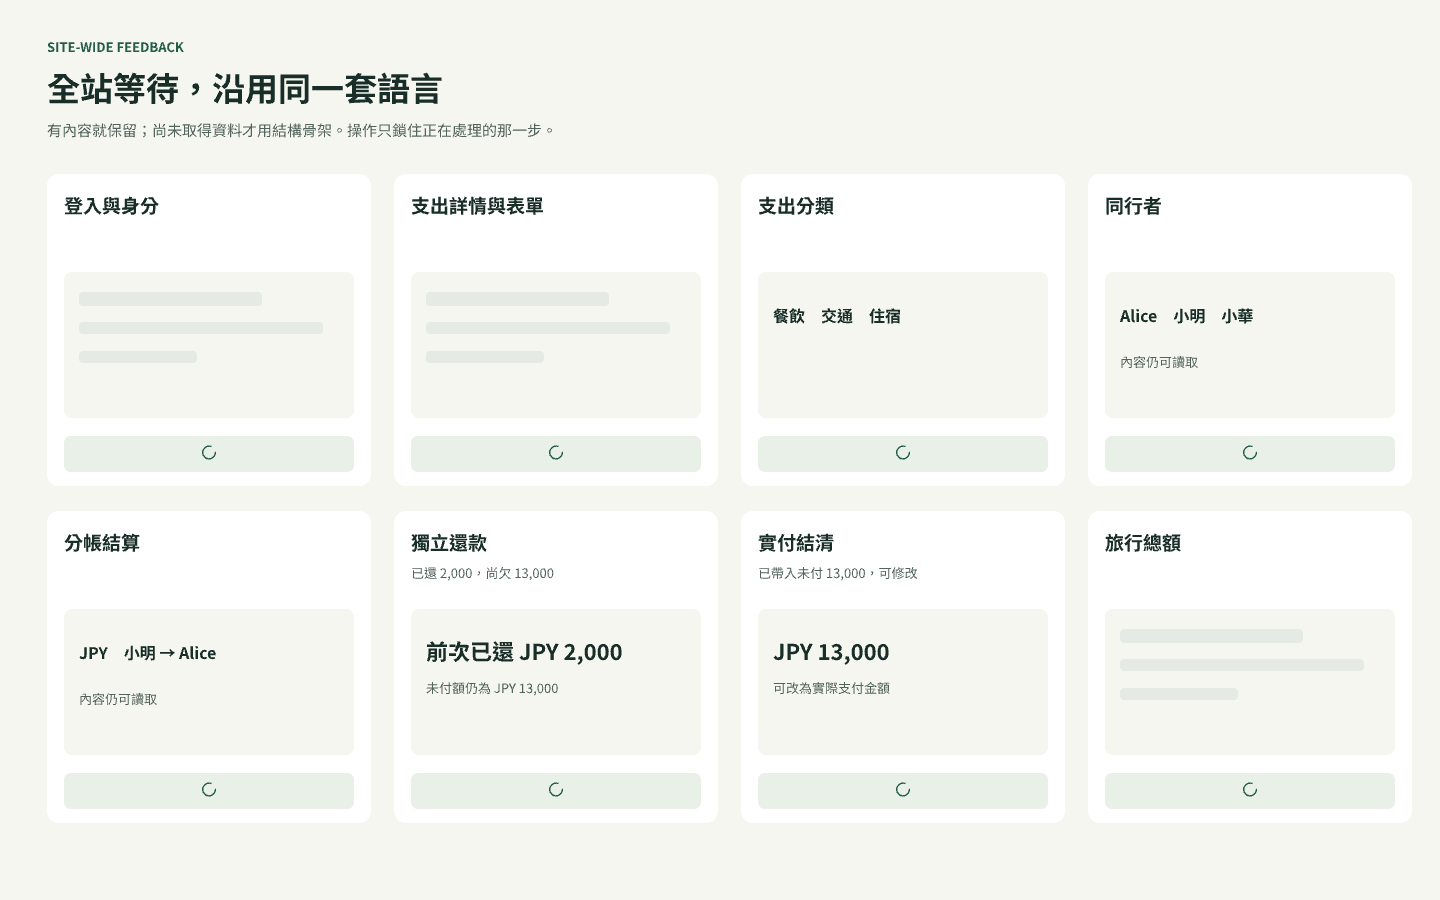 SITE-WIDE FEEDBACK
全站等待，沿用同一套語言
有內容就保留；尚未取得資料才用結構骨架。操作只鎖住正在處理的那一步。
登入與身分
支出詳情與表單
支出分類
餐飲　交通　住宿
同行者
Alice　小明　小華
內容仍可讀取
分帳結算
JPY　小明 → Alice
內容仍可讀取
獨立還款
已還 2,000，尚欠 13,000
前次已還 JPY 2,000
未付額仍為 JPY 13,000
實付結清
已帶入未付 13,000，可修改
JPY 13,000
可改為實際支付金額
旅行總額